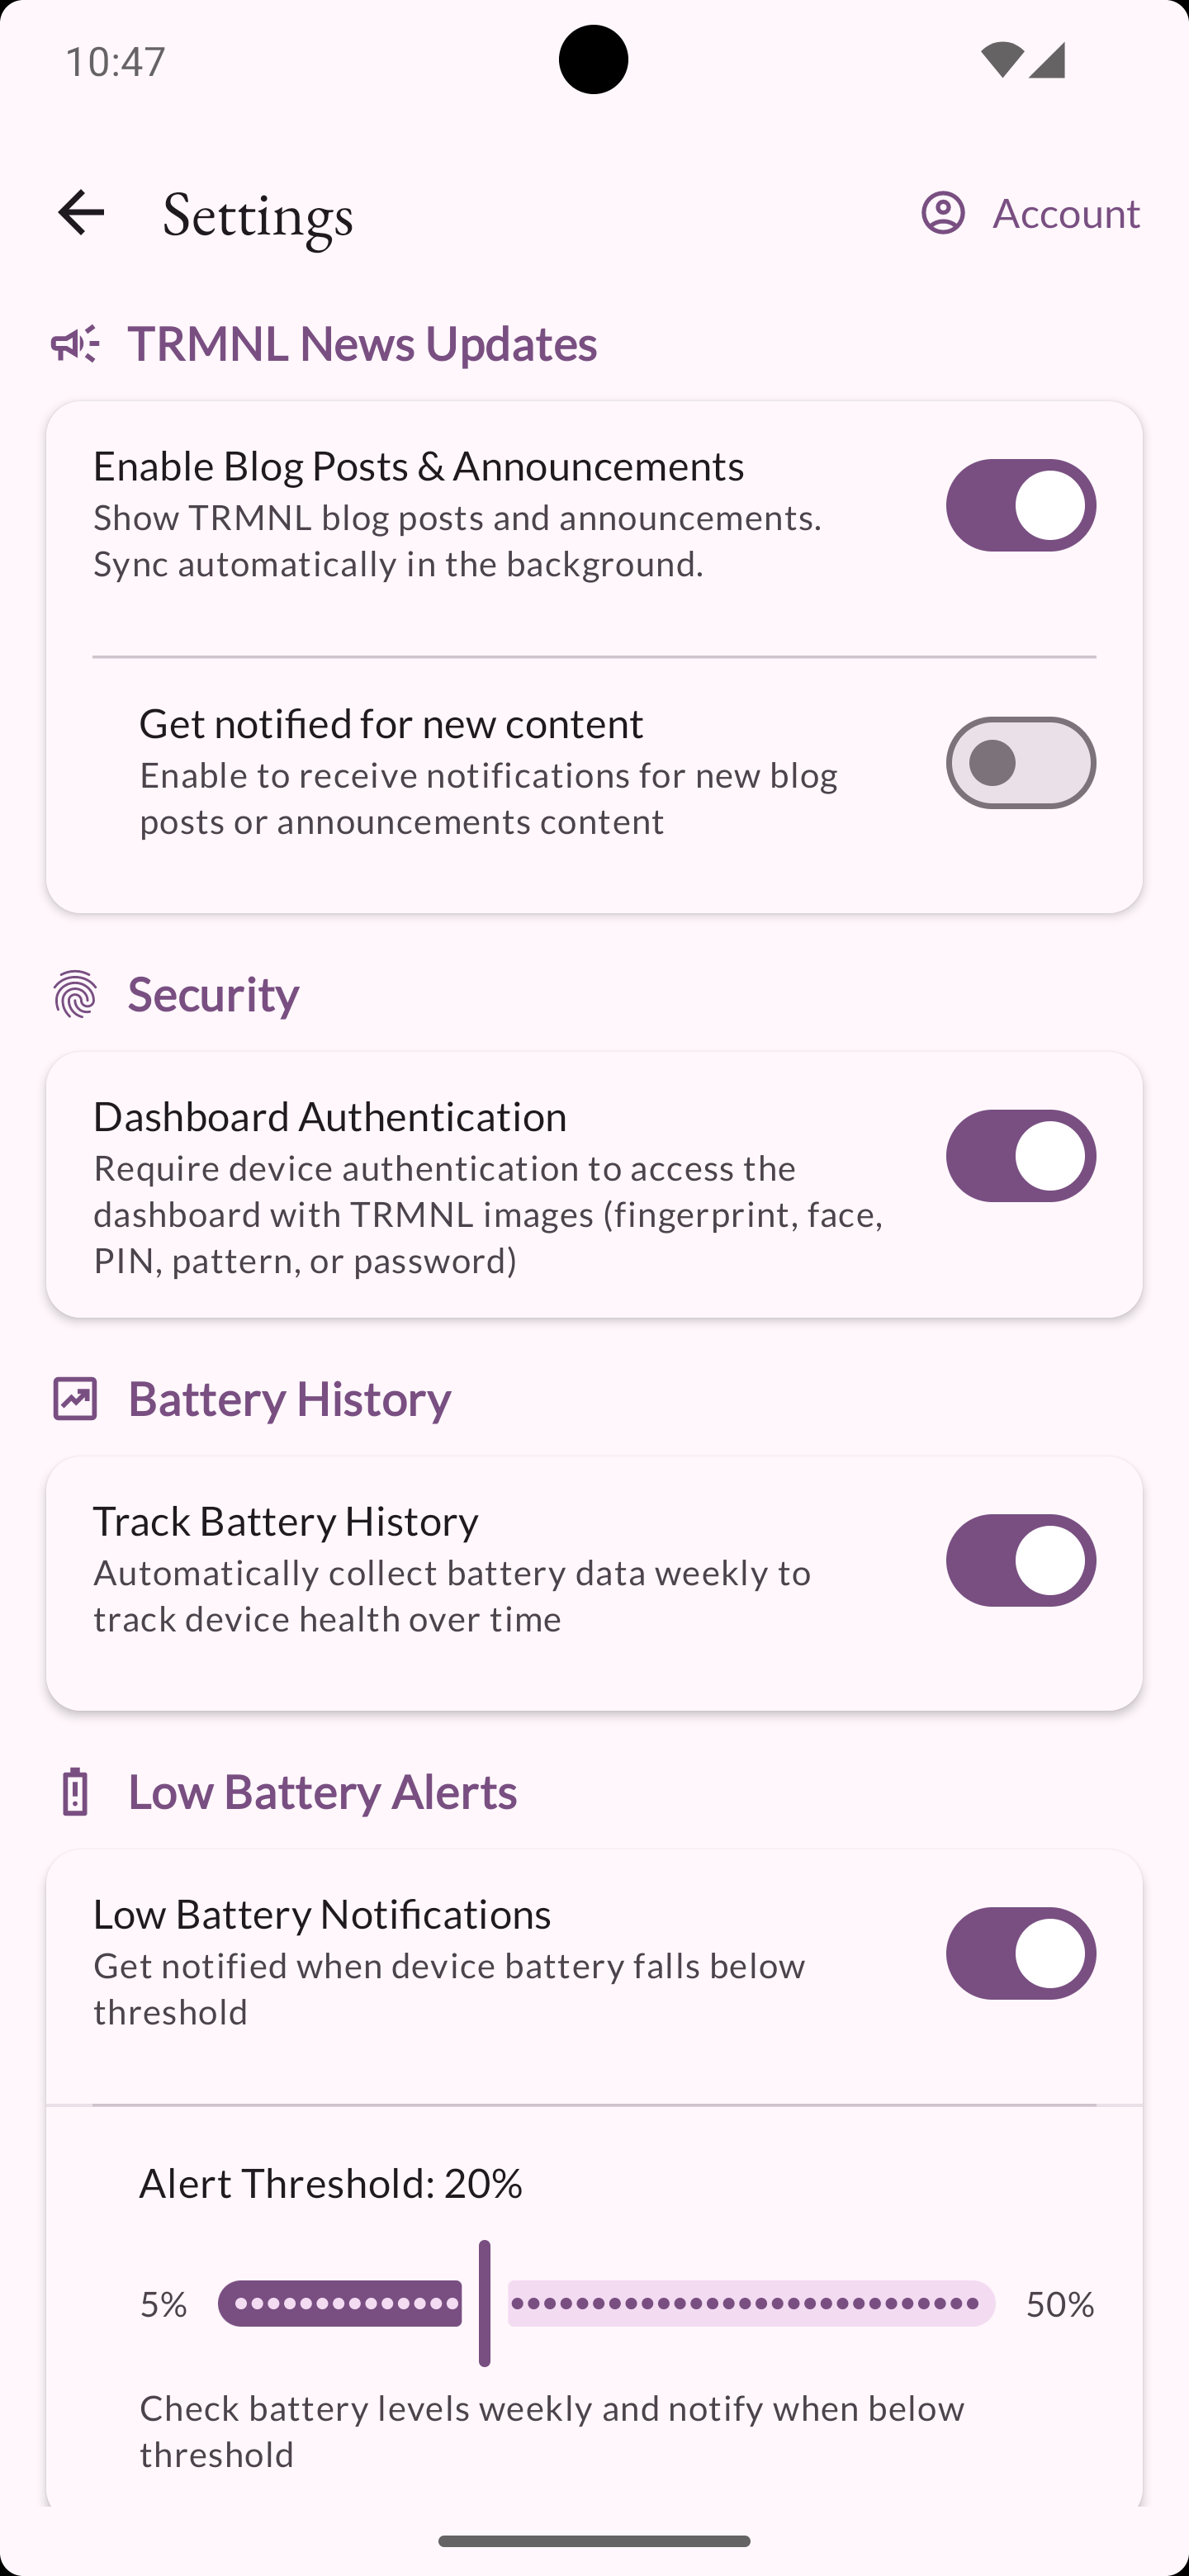 10:47
Settings
Account
TRMNL News Updates
Enable Blog Posts & Announcements
Show TRMNL blog posts and announcements.
Sync automatically in the background.
Get notified for new content
Enable to receive notifications for new blog
posts or announcements content
Security
Dashboard Authentication
Require device authentication to access the
dashboard with TRMNL images (fingerprint, face,
PIN, pattern, or password)
Battery History
Track Battery History
Automatically collect battery data weekly to
track device health over time
Low Battery Alerts
Low Battery Notifications
Get notified when device battery falls below
threshold
Alert Threshold: 20%
5%
50%
Check battery levels weekly and notify when below
threshold